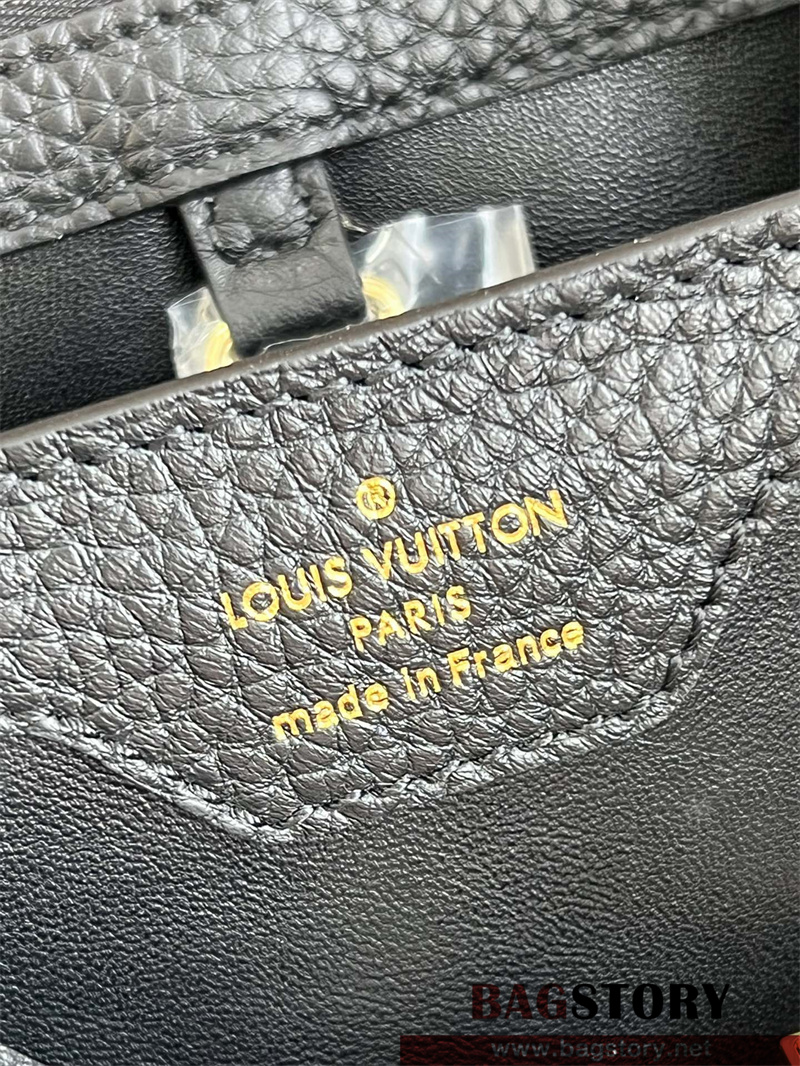 ®
LOUIS VUITTON
PARIS
made in France
BAGSTORY
www.bagstory.net